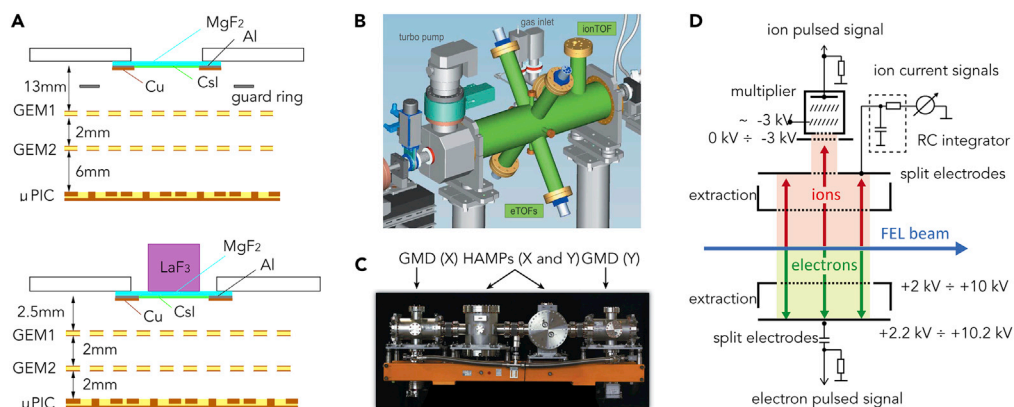 A
MgF2
Al
Cu
CsI
13mm
guard ring
GEM1
2mm
GEM2
6mm
μPIC
LaF3
MgF2
Al
Cu
CsI
2.5mm
GEM1
2mm
GEM2
2mm
μPIC
B
turbo pump
gas inlet
ionTOF
eTOFs
C
GMD (X) HAMPs (X and Y) GMD (Y)
D
ion pulsed signal
ion current signals
multiplier
~ -3 kV
0 kV ÷ -3 kV
RC integrator
split electrodes
extraction
ions
FEL beam
electrons
extraction
+2 kV ÷ +10 kV
+2.2 kV ÷ +10.2 kV
split electrodes
electron pulsed signal